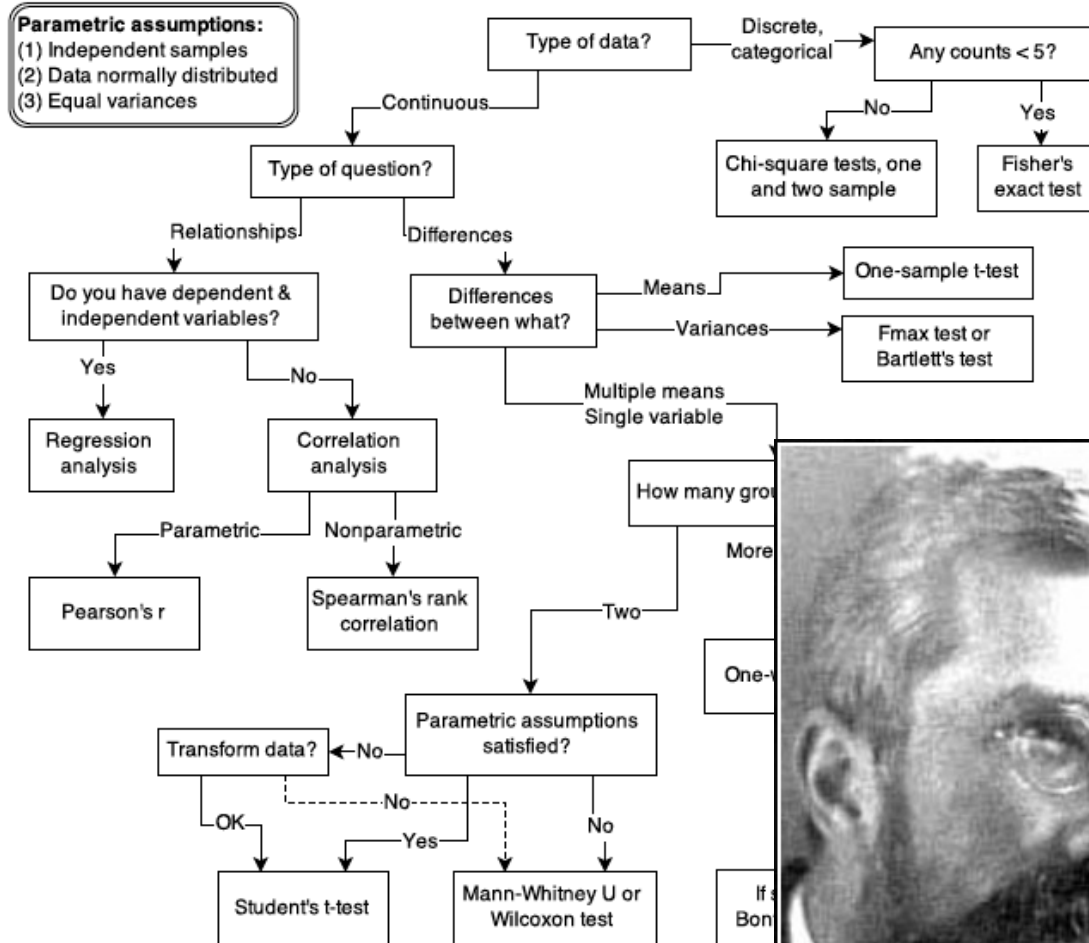 Parametric assumptions:
(1) Independent samples
(2) Data normally distributed
(3) Equal variances
Type of data?
Discrete,
categorical
Any counts < 5?
Continuous
No
Yes
Type of question?
Chi-square tests, one
and two sample
Fisher's
exact test
Relationships
Differences
Do you have dependent &
independent variables?
Differences
between what?
Means
One-sample t-test
Variances
Fmax test or
Bartlett's test
Yes
No
Multiple means
Single variable
Regression
analysis
Correlation
analysis
How many
Parametric
Nonparametric
More
Pearson's r
Spearman's rank
correlation
Two
Parametric assumptions
satisfied?
Transform data?
No
No
OK
Yes
No
Student's t-test
Mann-Whitney U or
Wilcoxon test
If